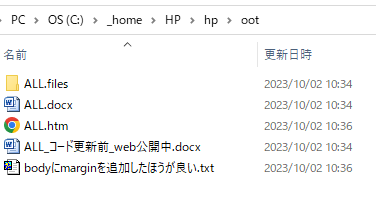 PC > OS (C:) > _home > HP > hp > oot
名前 更新日時
ALL.files 2023/10/02 10:34
ALL.docx 2023/10/02 10:34
ALL.htm 2023/10/02 10:36
ALL_コード更新前_web公開中.docx 2023/10/02 10:34
bodyにmarginを追加したほうが良い.txt 2023/10/02 10:36